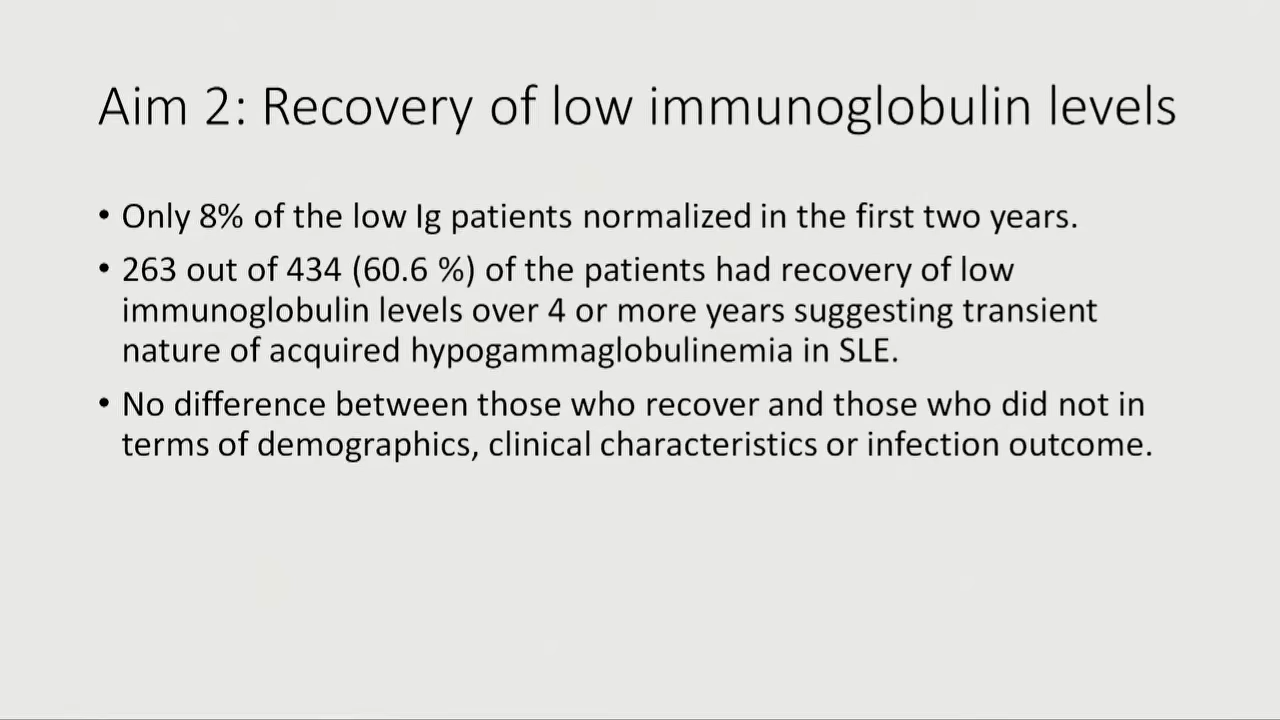 Aim 2: Recovery of low immunoglobulin levels
• Only 8% of the low Ig patients normalized in the first two years.
• 263 out of 434 (60.6 %) of the patients had recovery of low
immunoglobulin levels over 4 or more years suggesting transient
nature of acquired hypogammaglobulinemia in SLE.
• No difference between those who recover and those who did not in
terms of demographics, clinical characteristics or infection outcome.